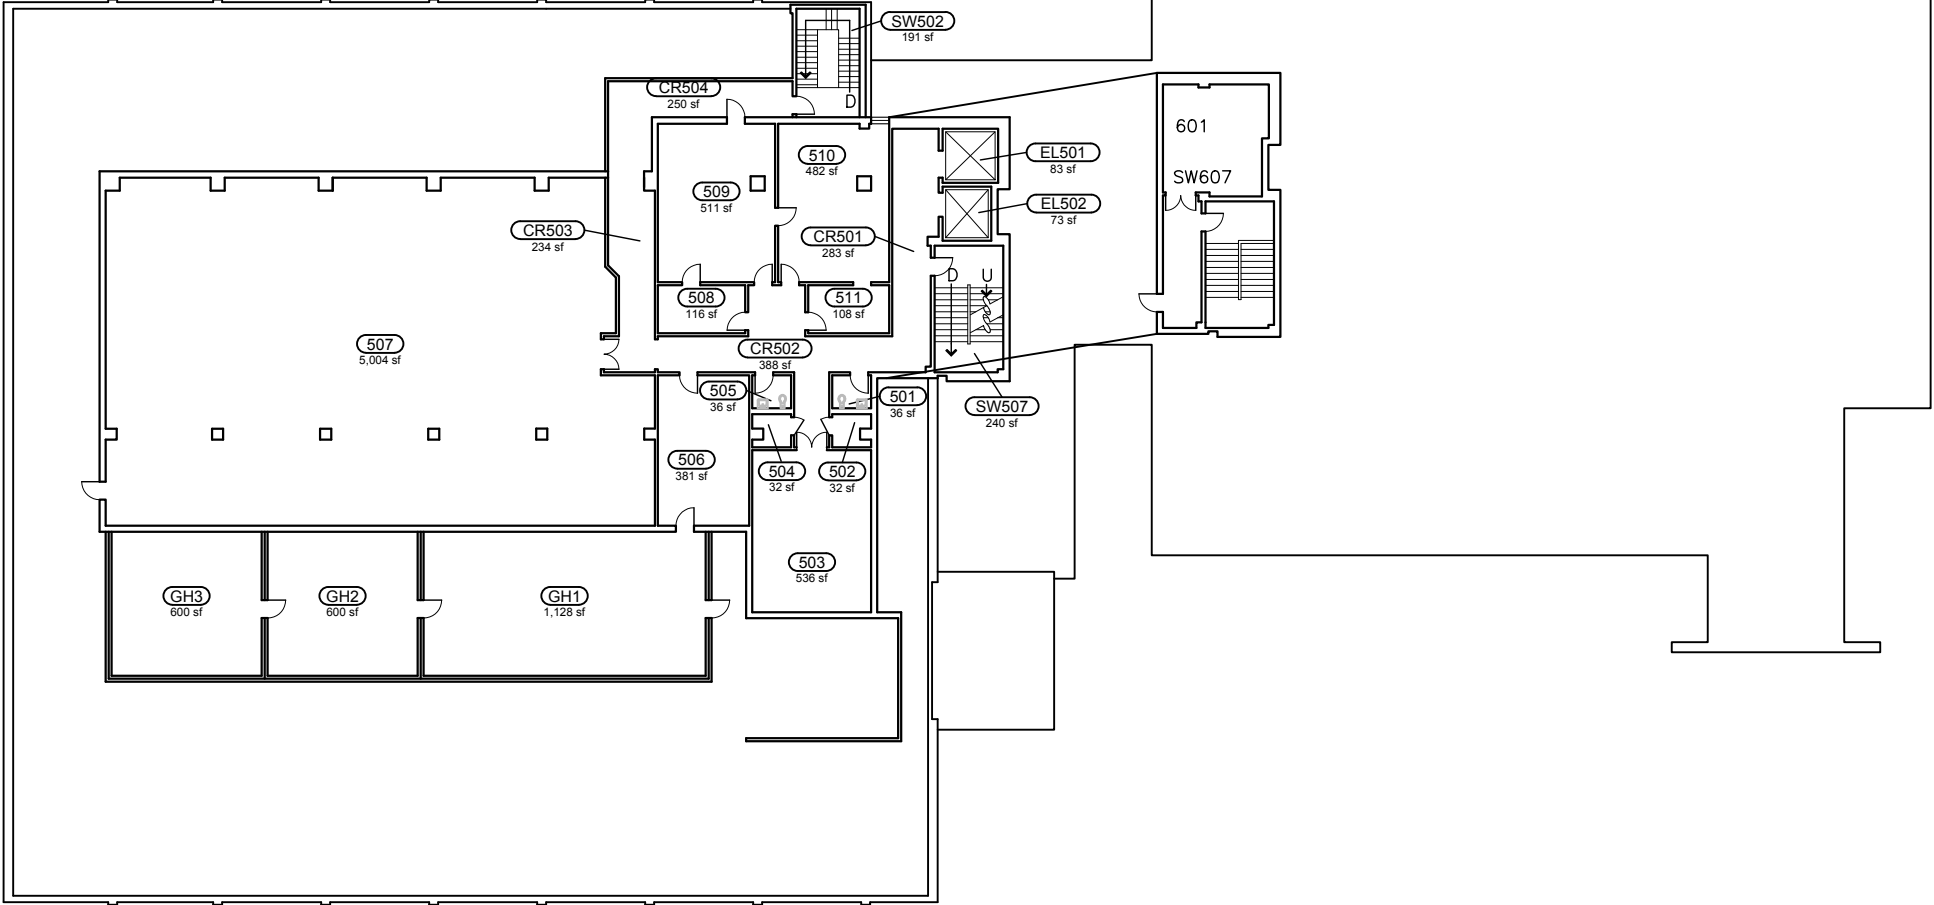 SW502
191 sf
D
CR504
250 sf
601
SW607
510
482 sf
EL501
83 sf
509
511 sf
EL502
73 sf
CR503
234 sf
CR501
283 sf
D
U
508
116 sf
511
108 sf
507
5,004 sf
CR502
388 sf
505
36 sf
501
36 sf
SW507
240 sf
506
381 sf
504
32 sf
502
32 sf
503
536 sf
GH3
600 sf
GH2
600 sf
GH1
1,128 sf